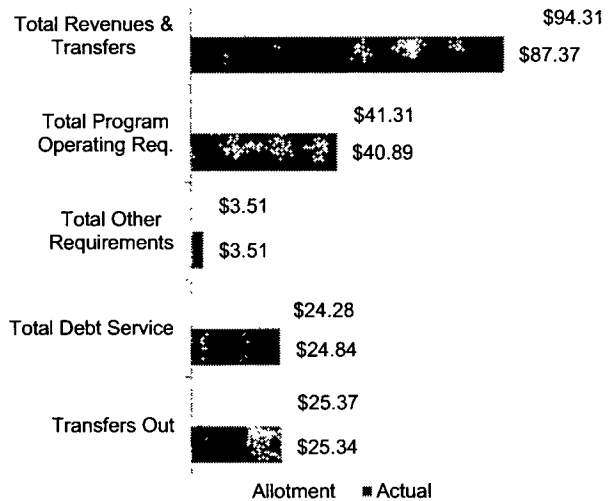 $94.31
Total Revenues &
Transfers
$87.37
$41.31
Total Program
Operating Req.
$40.89
$3.51
Total Other
Requirements
$3.51
$24.28
Total Debt Service
$24.84
$25.37
Transfers Out
$25.34
Allotment ■ Actual